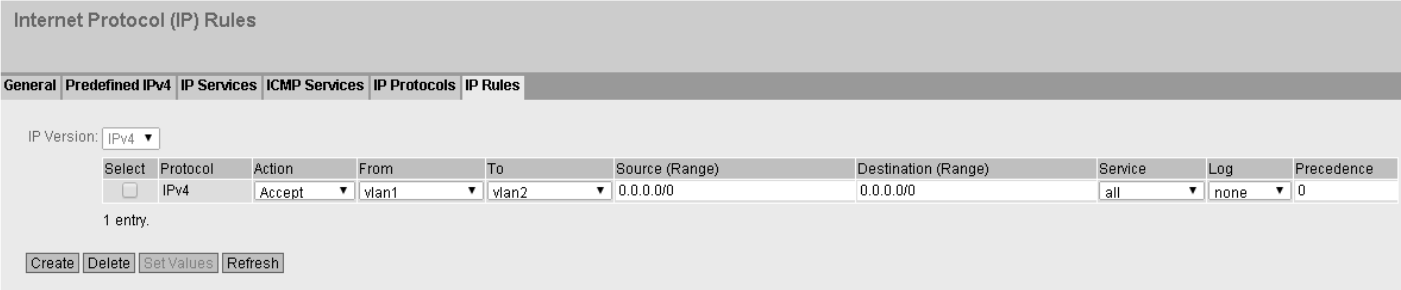 Internet Protocol (IP) Rules
General Predefined IPv4 IP Services ICMP Services IP Protocols IP Rules
IP Version: IPv4
Select Protocol Action From To Source (Range) Destination (Range) Service Log Precedence
IPv4 Accept vlan1 vlan2 0.0.0.0/0 0.0.0.0/0 all none 0
1 entry.
Create Delete Set Values Refresh